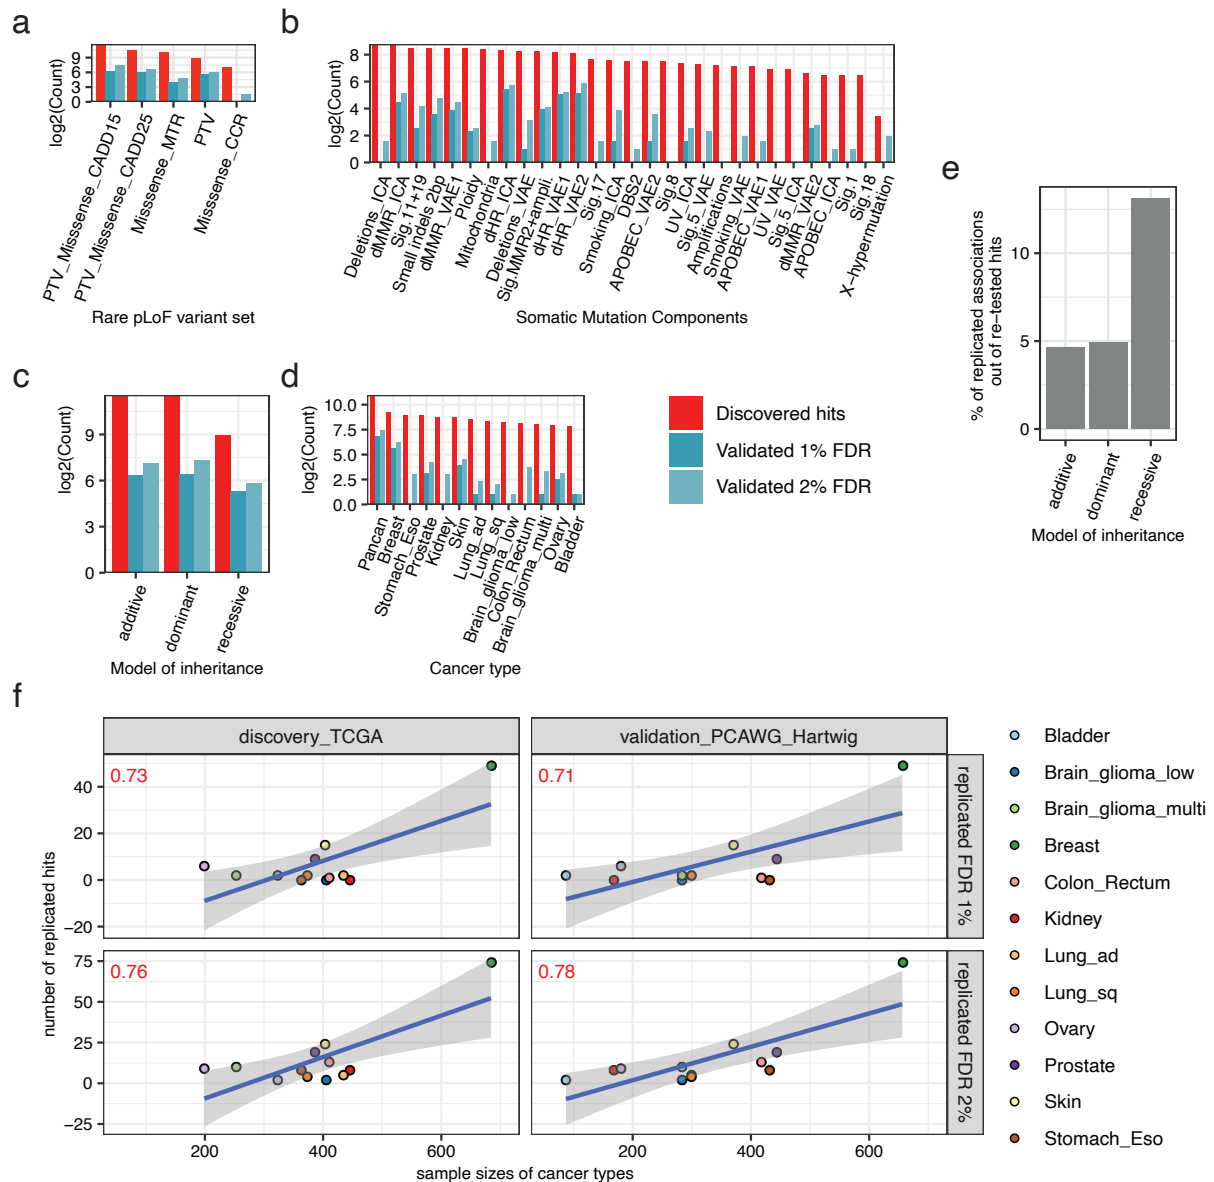 a
log2(Count)
9
6
3
0
PTV_Misssense_CADD15
PTV_Misssense_CADD25
Misssense_MTR
PTV
Misssense_CCR
Rare pLoF variant set
b
log2(Count)
8
6
4
2
0
Deletions_ICA
dMMR_ICA
Sig.11+19
Small indels 2bp
dMMR_VAE1
Ploidy
Mitochondria
dHR_ICA
Deletions_VAE
Sig.MMR2+ampli.
dHR_VAE1
dHR_VAE2
Sig.17
Smoking_ICA
DBS2
APOBEC_VAE2
Sig.8
UV_ICA
Sig.5_VAE
Amplifications
Smoking_VAE
APOBEC_VAE1
UV_VAE
Sig.5_ICA
dMMR_VAE2
APOBEC_ICA
Sig.1
Sig.18
X-hypermutation
Somatic Mutation Components
c
log2(Count)
9
6
3
0
additive
dominant
recessive
Model of inheritance
d
log2(Count)
10.0
7.5
5.0
2.5
0.0
Pancan
Breast
Stomach_Eso
Prostate
Kidney
Skin
Lung_ad
Lung_sq
Brain_glioma_low
Colon_Rectum
Brain_glioma_multi
Ovary
Bladder
Cancer type
Discovered hits
Validated 1% FDR
Validated 2% FDR
e
% of replicated associations
out of re-tested hits
10
5
0
additive
dominant
recessive
Model of inheritance
f
discovery_TCGA
validation_PCAWG_Hartwig
number of replicated hits
40
20
0
−20
0.73
0.71
replicated FDR 1%
75
50
25
0
−25
0.76
0.78
replicated FDR 2%
200
400
600
200
400
600
sample sizes of cancer types
Bladder
Brain_glioma_low
Brain_glioma_multi
Breast
Colon_Rectum
Kidney
Lung_ad
Lung_sq
Ovary
Prostate
Skin
Stomach_Eso